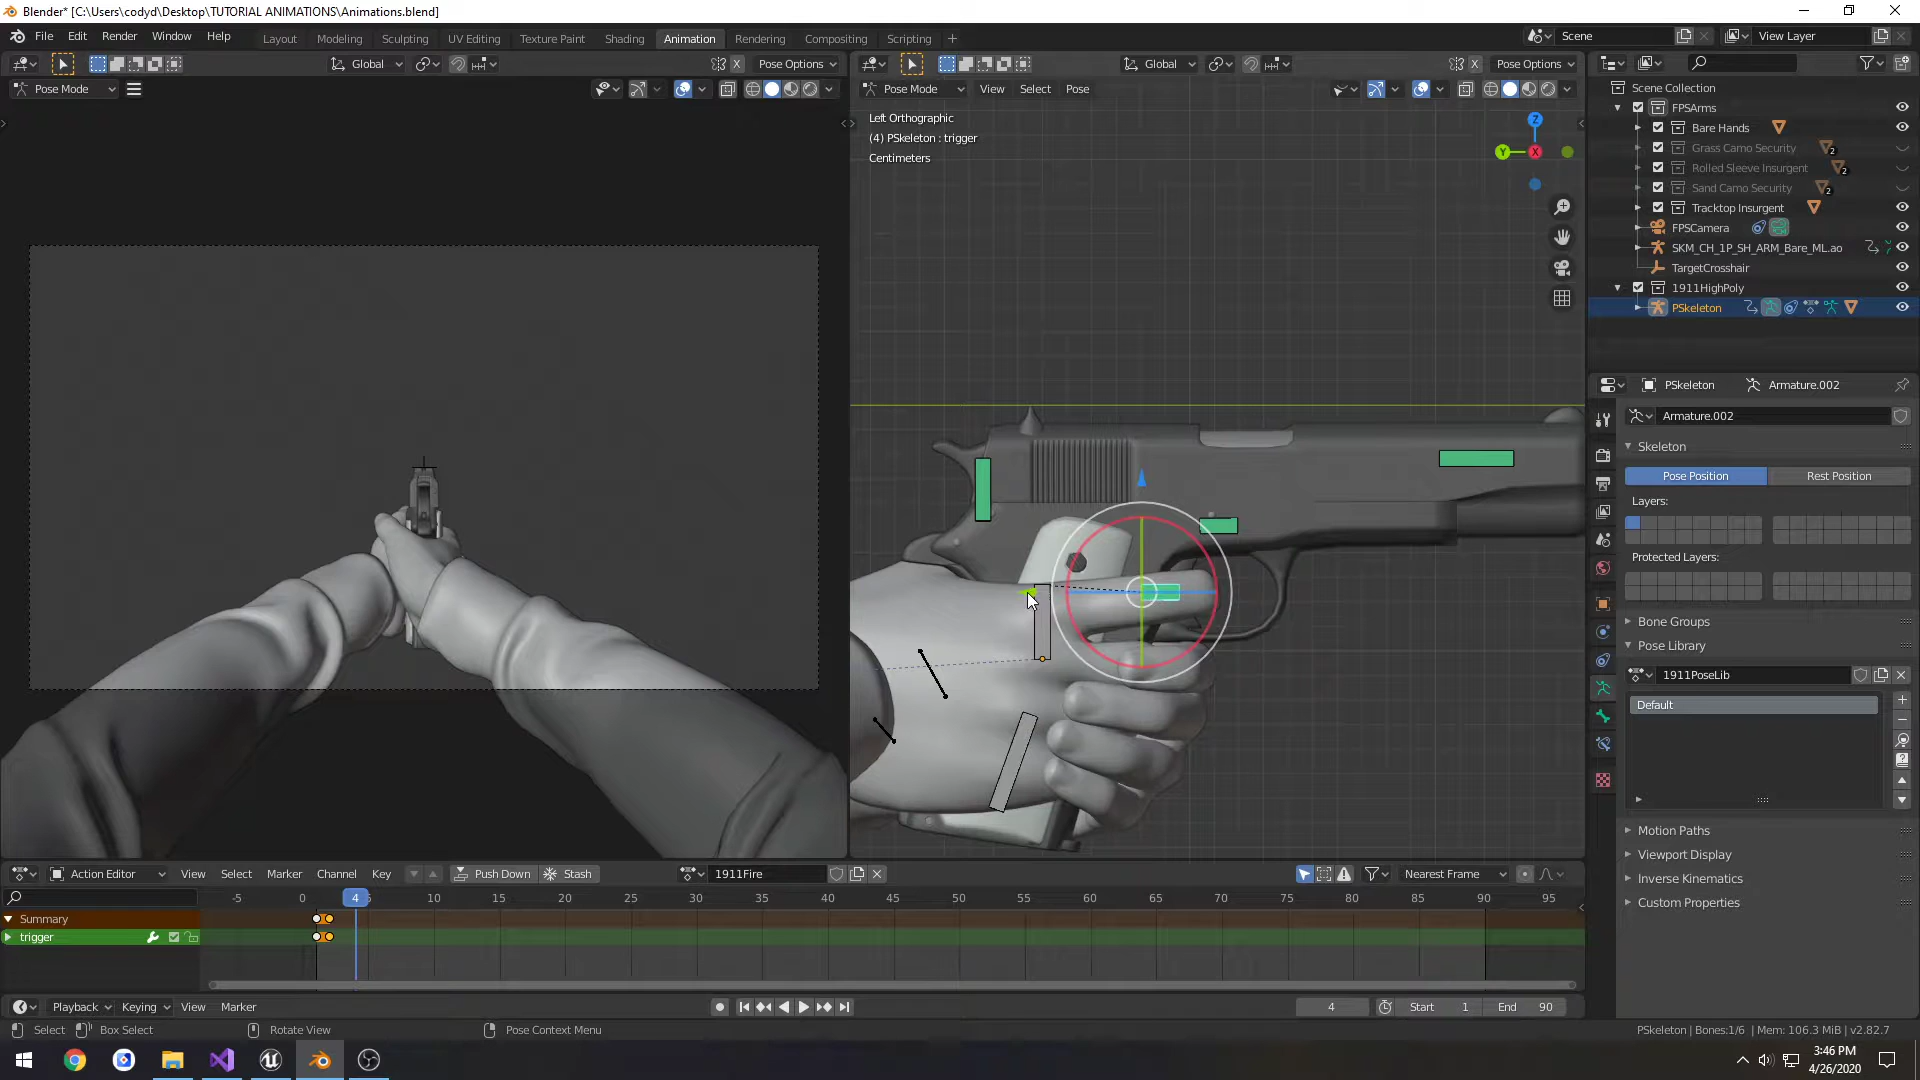 Blender* [C:\Users\codyd\Desktop\TUTORIAL ANIMATIONS\Animations.blend]
File Edit Render Window Help Layout Modeling Sculpting UV Editing Texture Paint Shading Animation Rendering Compositing Scripting Scene View Layer
Global Pose Options Global Pose Options
Pose Mode Pose Mode View Select Pose
Scene Collection
FPSArms
Bare Hands
Grass Camo Security 2
Rolled Sleeve Insurgent 2
Sand Camo Security 2
Tracktop Insurgent
FPSCamera
SKM_CH_1P_SH_ARM_Bare_ML.ao
TargetCrosshair
1911HighPoly
PSkeleton
Left Orthographic
(4) PSkeleton : trigger
Centimeters
Z
Y X
PSkeleton Armature.002
Armature.002
Skeleton
Pose Position Rest Position
Layers:
Protected Layers:
Bone Groups
Pose Library
1911PoseLib
Default
Motion Paths
Viewport Display
Inverse Kinematics
Custom Properties
Action Editor View Select Marker Channel Key Push Down Stash 1911Fire Nearest Frame
-5 0 4 10 15 20 25 30 35 40 45 50 55 60 65 70 75 80 85 90 95
Summary
trigger
Playback Keying View Marker 4 Start 1 End 90
Select Box Select Rotate View Pose Context Menu PSkeleton | Bones:1/6 | Mem: 106.3 MiB | v2.82.7
3:46 PM
4/26/2020